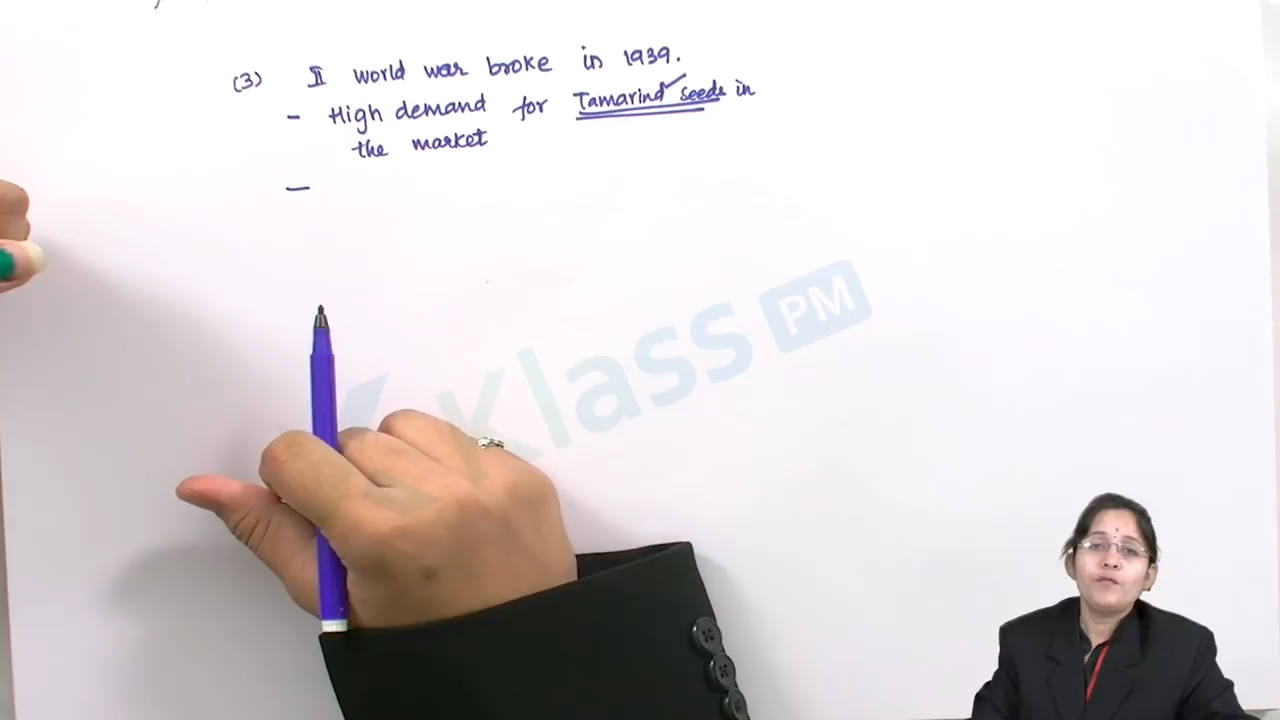 (3) II world war broke in 1939.
- High demand for Tamarind seeds in
the market
-
Klass PM